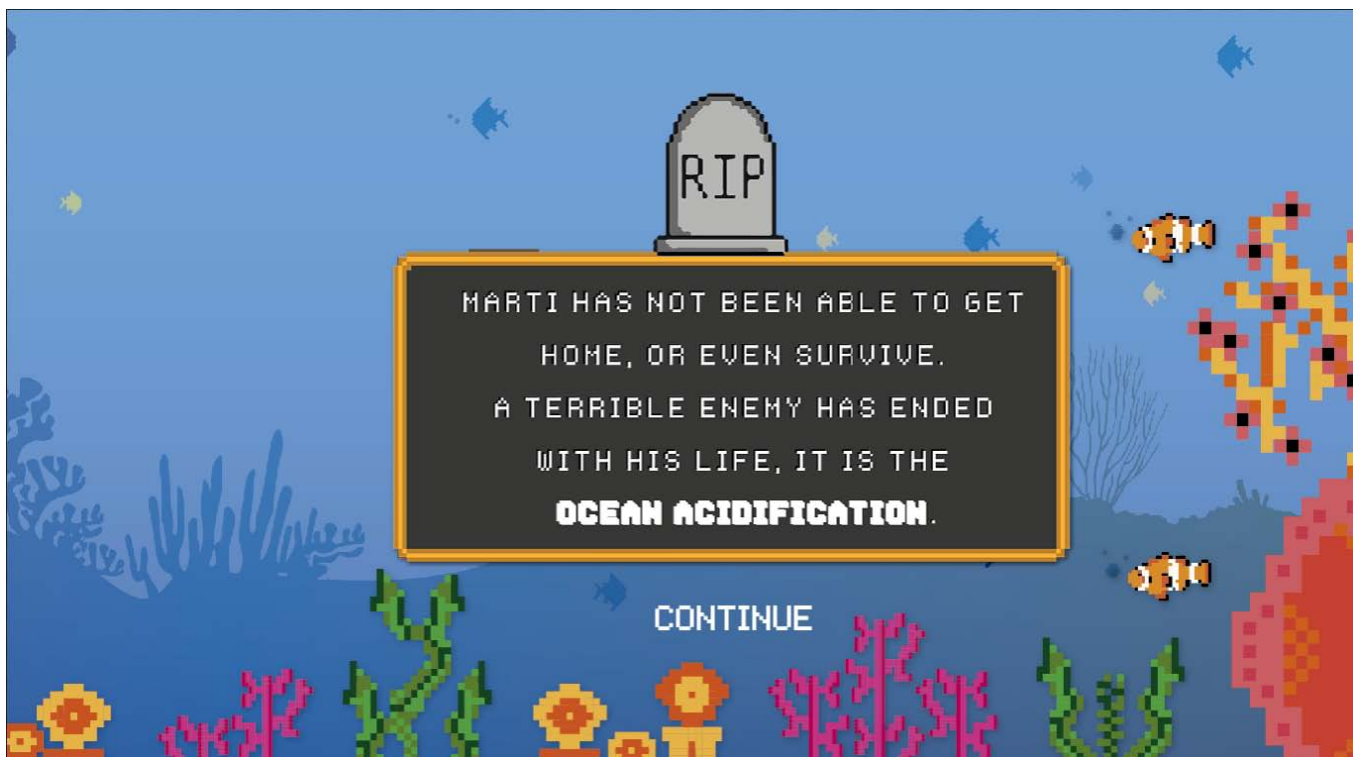 RIP
MARTI HAS NOT BEEN ABLE TO GET
HOME, OR EVEN SURVIVE.
A TERRIBLE ENEMY HAS ENDED
WITH HIS LIFE, IT IS THE
OCEAN ACIDIFICATION.
CONTINUE